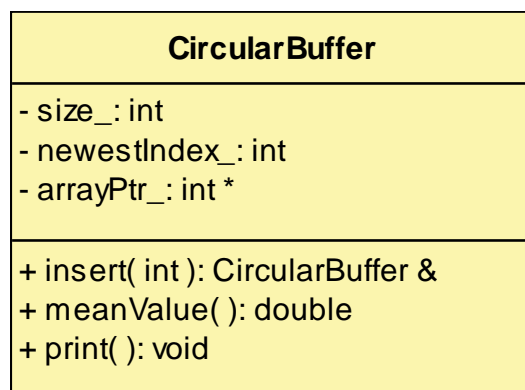 CircularBuffer
- size_: int
- newestIndex_: int
- arrayPtr_: int *
+ insert( int ): CircularBuffer &
+ meanValue( ): double
+ print( ): void